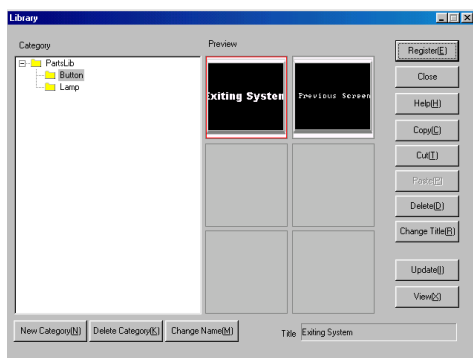 Library
Category
Preview
PartsLib
Button
Lamp
Exiting System
Previous Screen
Register(E)
Close
Help(H)
Copy(C)
Cut(T)
Paste(P)
Delete(D)
Change Title(R)
Update(I)
View(X)
New Category(N)
Delete Category(K)
Change Name(M)
Title
Exiting System